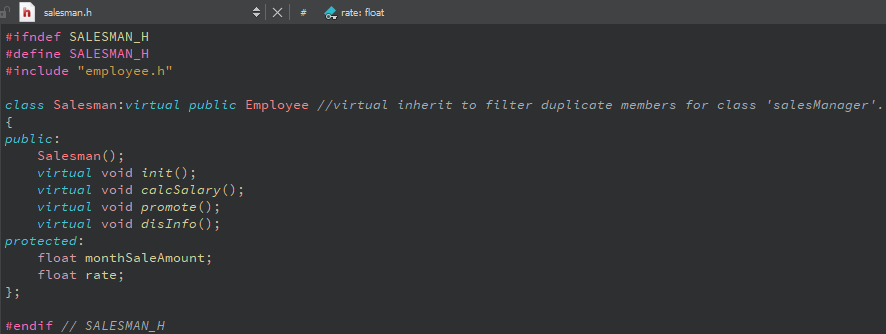 salesman.h # rate: float
#ifndef SALESMAN_H
#define SALESMAN_H
#include "employee.h"
class Salesman:virtual public Employee //virtual inherit to filter duplicate members for class 'salesManager'.
{
public:
    Salesman();
    virtual void init();
    virtual void calcSalary();
    virtual void promote();
    virtual void disInfo();
protected:
    float monthSaleAmount;
    float rate;
};
#endif // SALESMAN_H